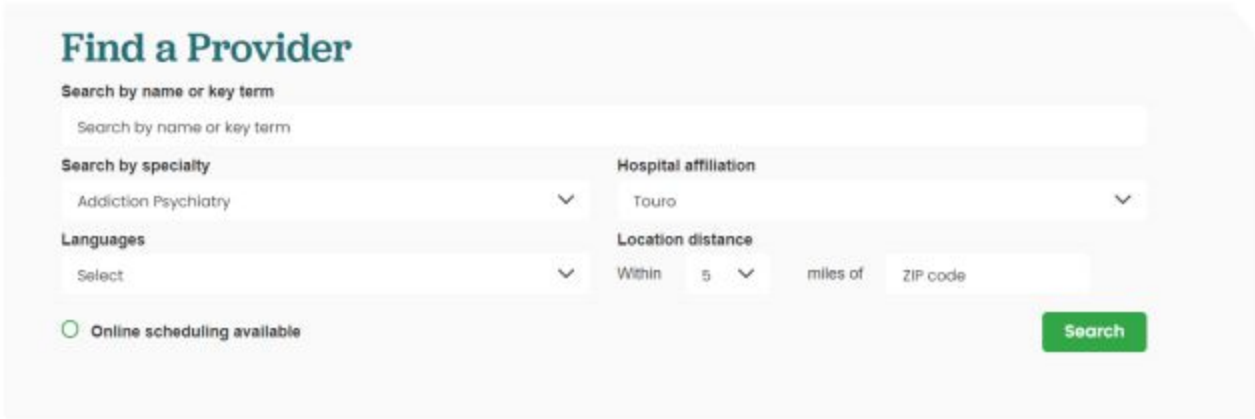 Find a Provider
Search by name or key term
Search by name or key term
Search by specialty
Addiction Psychiatry
Hospital affiliation
Touro
Languages
Select
Location distance
Within 5 miles of ZIP code
Online scheduling available
Search